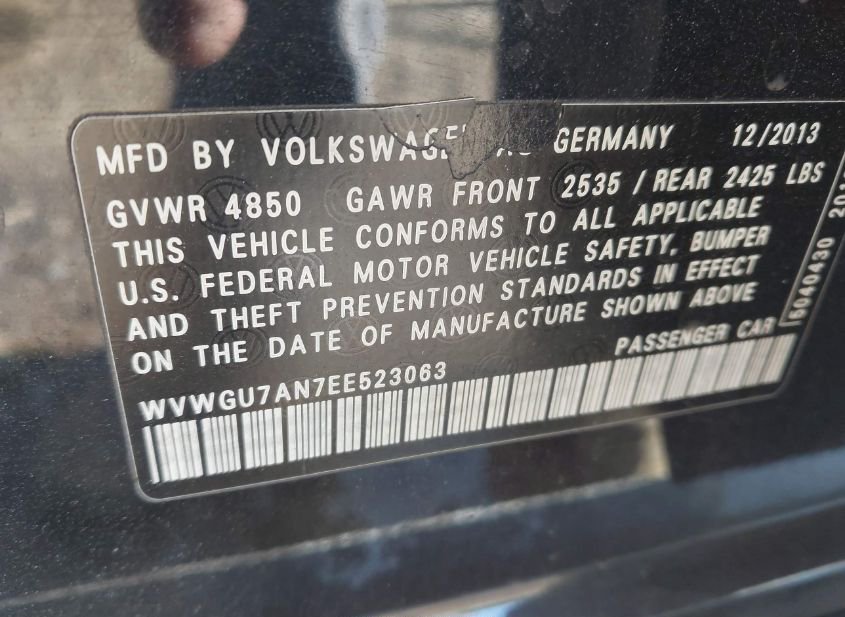 MFD BY VOLKSWAGEN AG GERMANY 12/2013
GVWR 4850 GAWR FRONT 2535 / REAR 2425 LBS
THIS VEHICLE CONFORMS TO ALL APPLICABLE
U.S. FEDERAL MOTOR VEHICLE SAFETY, BUMPER
AND THEFT PREVENTION STANDARDS IN EFFECT
ON THE DATE OF MANUFACTURE SHOWN ABOVE
WVWGU7AN7EE523063 PASSENGER CAR
5040430